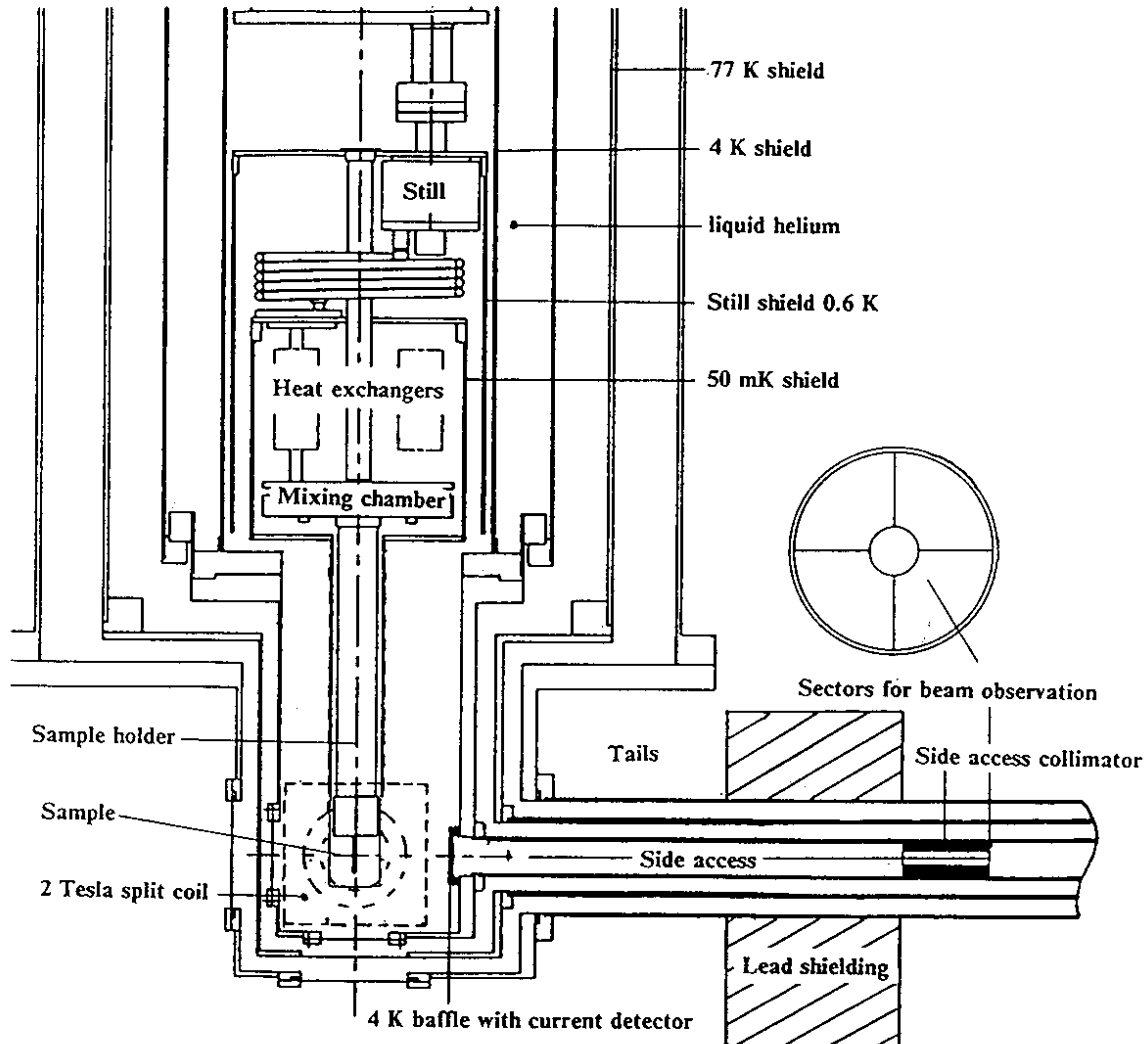 77 K shield
4 K shield
Still
liquid helium
Still shield 0.6 K
50 mK shield
Heat exchangers
Mixing chamber
Sectors for beam observation
Sample holder
Tails
Side access collimator
Sample
Side access
2 Tesla split coil
Lead shielding
4 K baffle with current detector